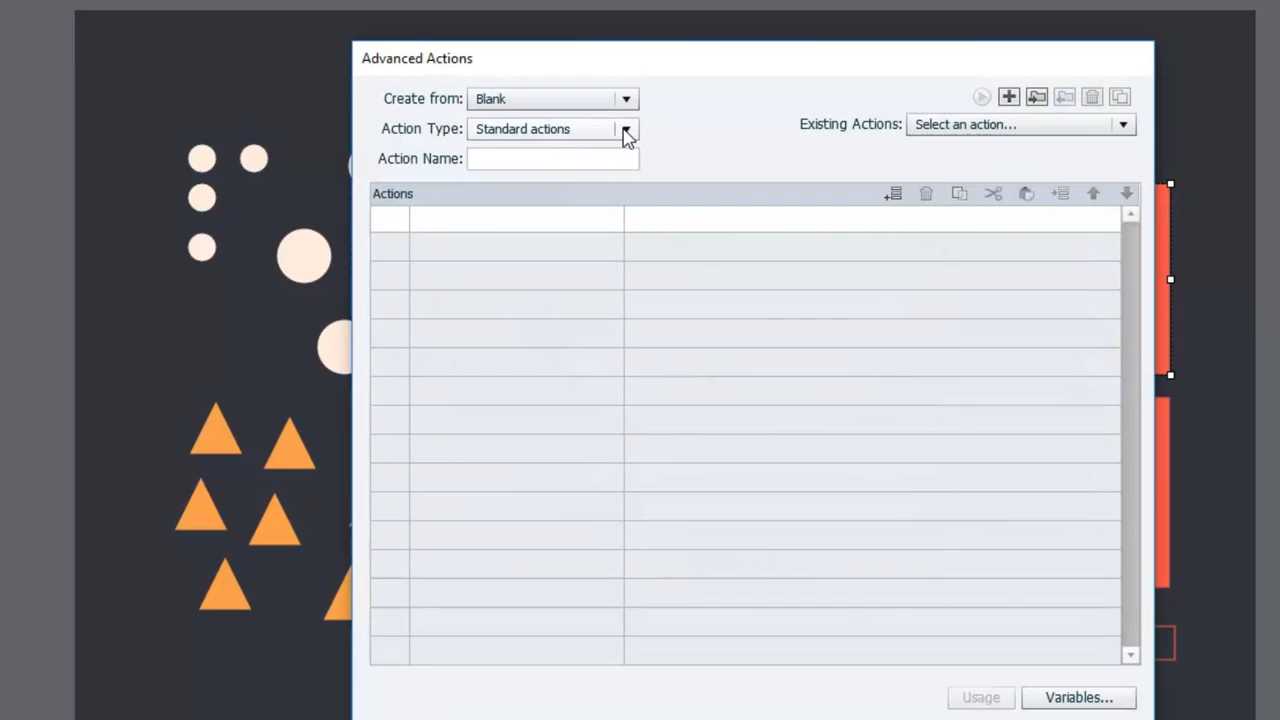 Advanced Actions
Create from: Blank
Action Type: Standard actions
Existing Actions: Select an action...
Action Name:
Actions
Usage
Variables...